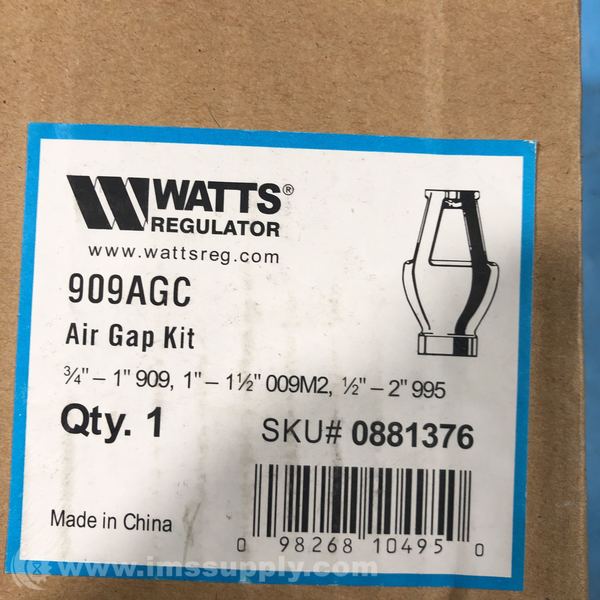 WATTS®
REGULATOR
www.wattsreg.com
909AGC
Air Gap Kit
¾" – 1" 909, 1" – 1½" 009M2, ½" – 2" 995
Qty. 1
SKU# 0881376
Made in China
0 98268 10495 0
www.imssupply.com